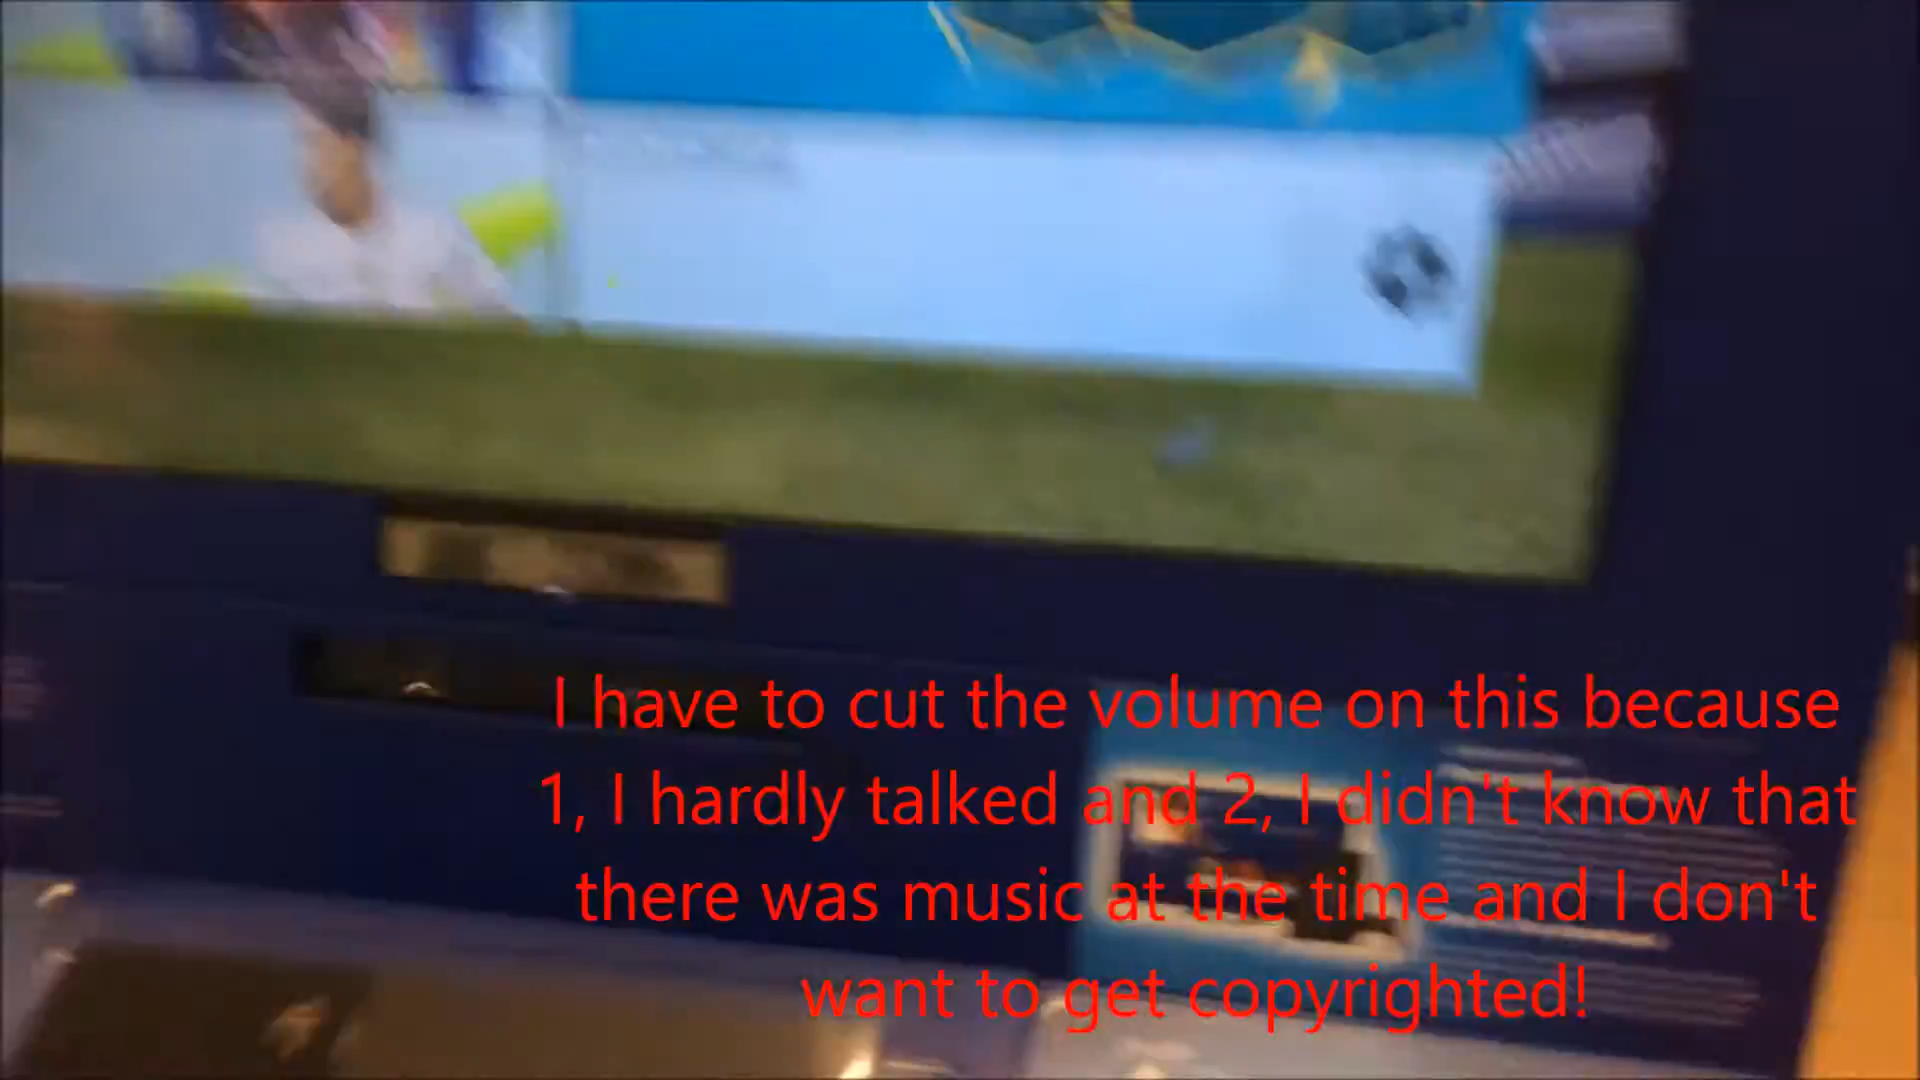 I have to cut the volume on this because
1, I hardly talked and 2, I didn't know that
there was music at the time and I don't
want to get copyrighted!